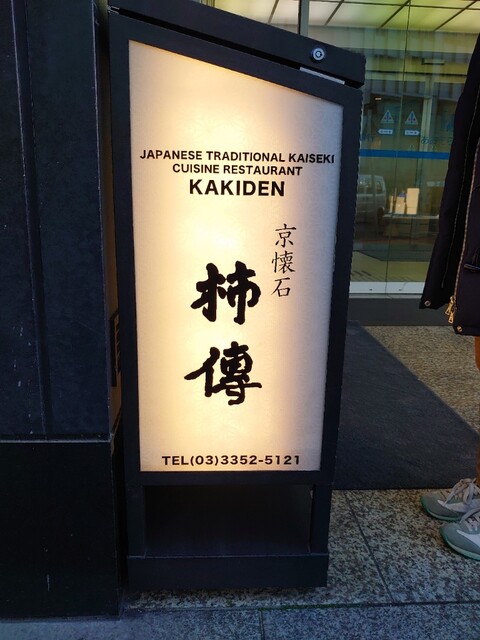 JAPANESE TRADITIONAL KAISEKI
CUISINE RESTAURANT
KAKIDEN
京懐石
柿傳
TEL(03)3352-5121